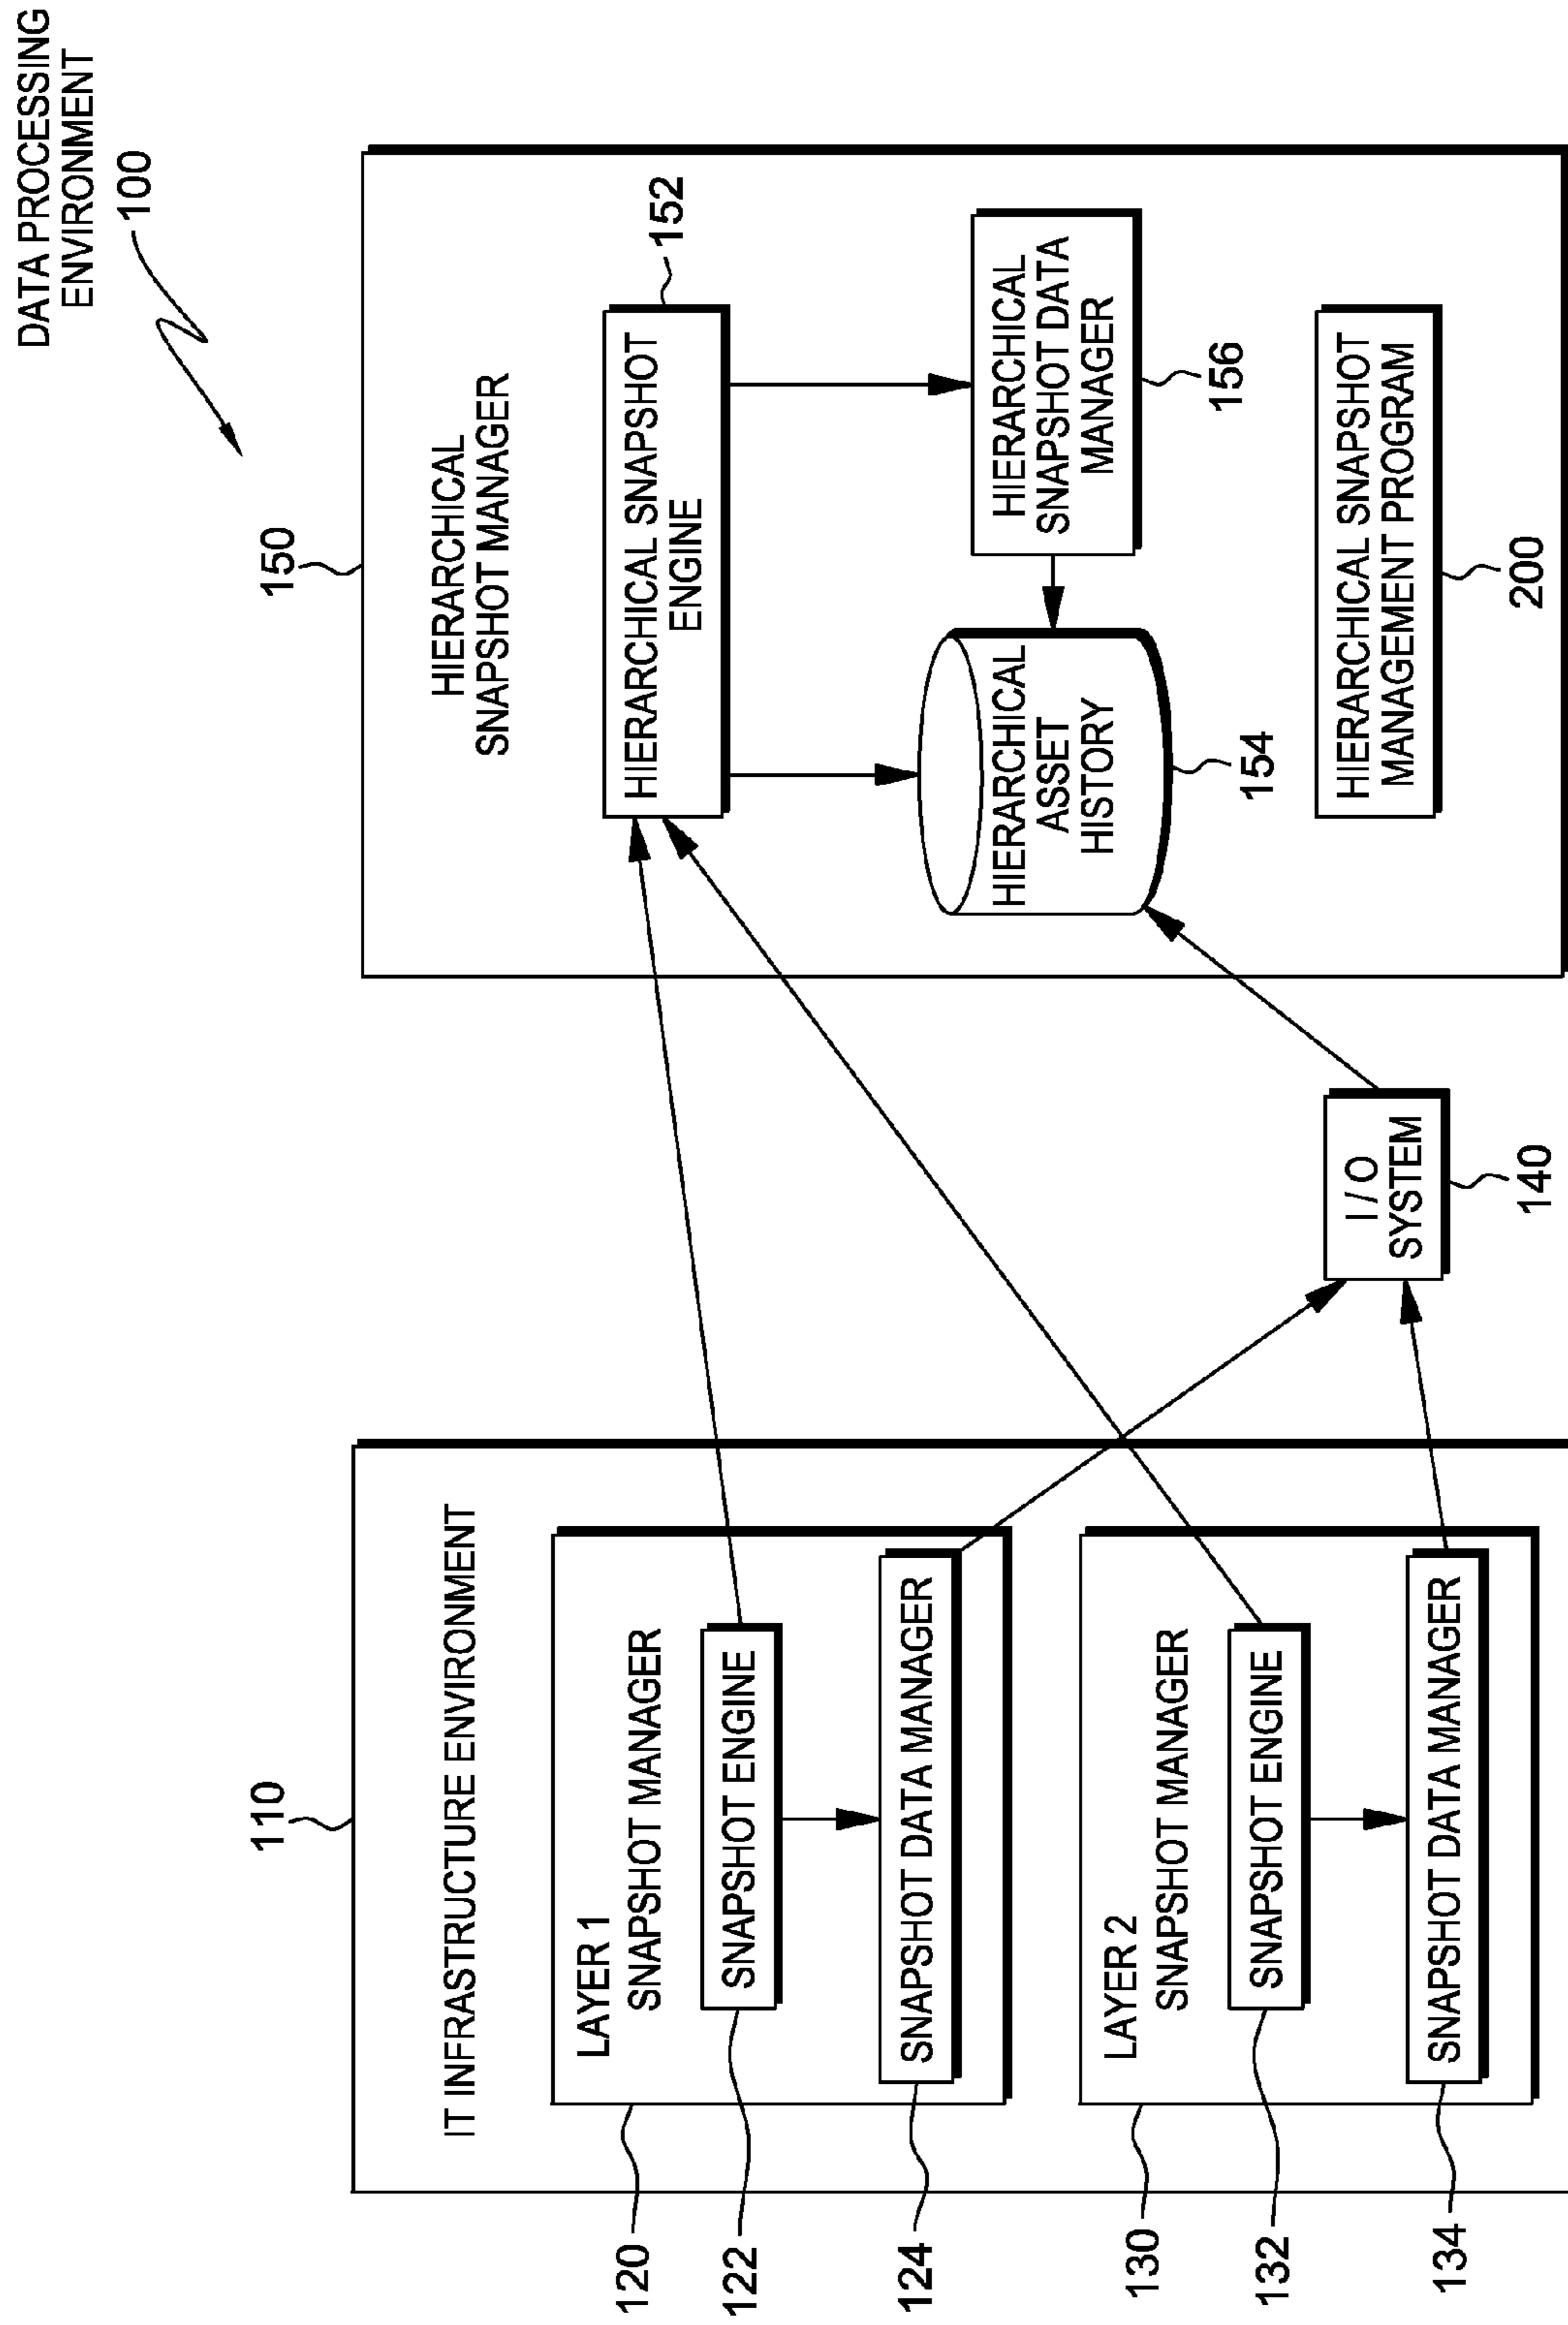 DATA PROCESSING
ENVIRONMENT
100
110
IT INFRASTRUCTURE ENVIRONMENT
120
LAYER 1
SNAPSHOT MANAGER
122
SNAPSHOT ENGINE
124
SNAPSHOT DATA MANAGER
130
LAYER 2
SNAPSHOT MANAGER
132
SNAPSHOT ENGINE
134
SNAPSHOT DATA MANAGER
I / O
SYSTEM
140
150
HIERARCHICAL
SNAPSHOT MANAGER
HIERARCHICAL SNAPSHOT
ENGINE
152
HIERARCHICAL
ASSET
HISTORY
154
HIERARCHICAL
SNAPSHOT DATA
MANAGER
156
HIERARCHICAL SNAPSHOT
MANAGEMENT PROGRAM
200